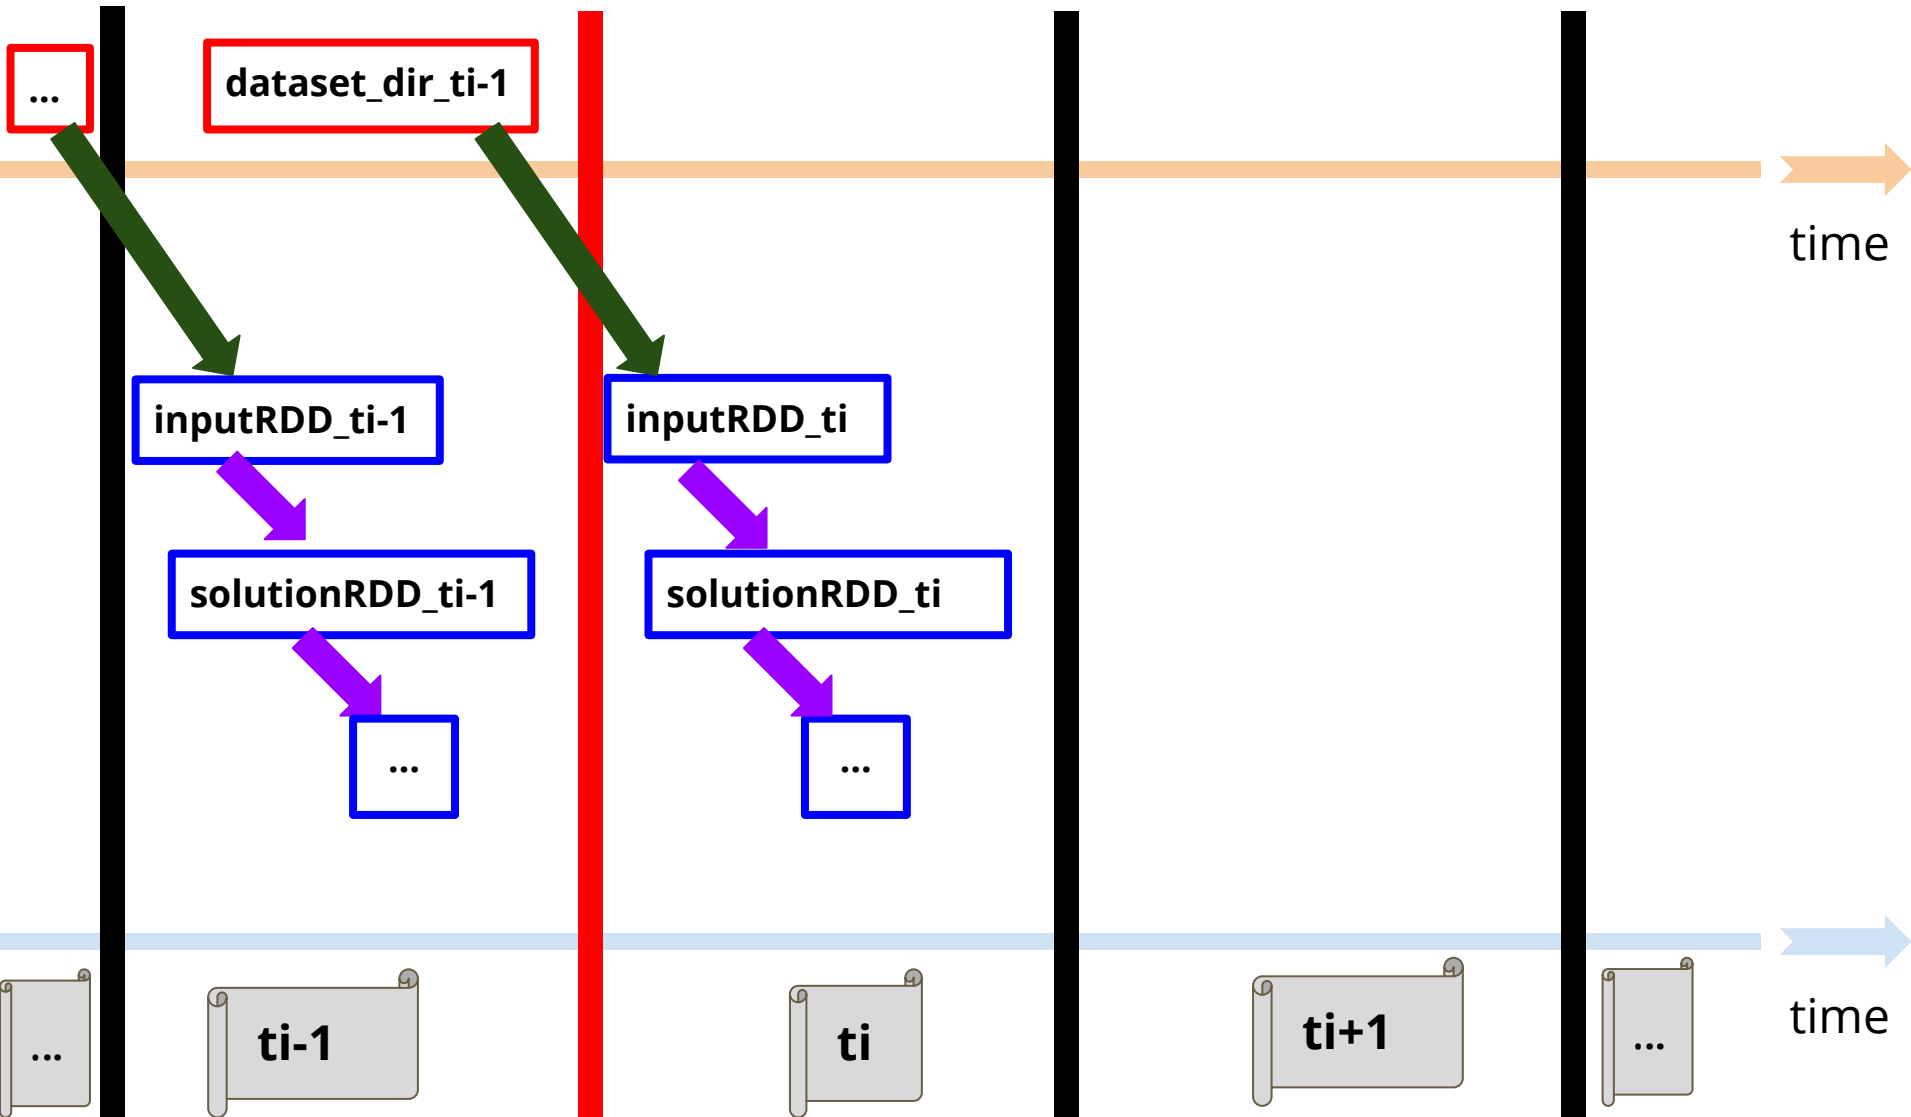 ...
dataset_dir_ti-1
time
inputRDD_ti-1
inputRDD_ti
solutionRDD_ti-1
solutionRDD_ti
...
...
...
ti-1
ti
ti+1
...
time